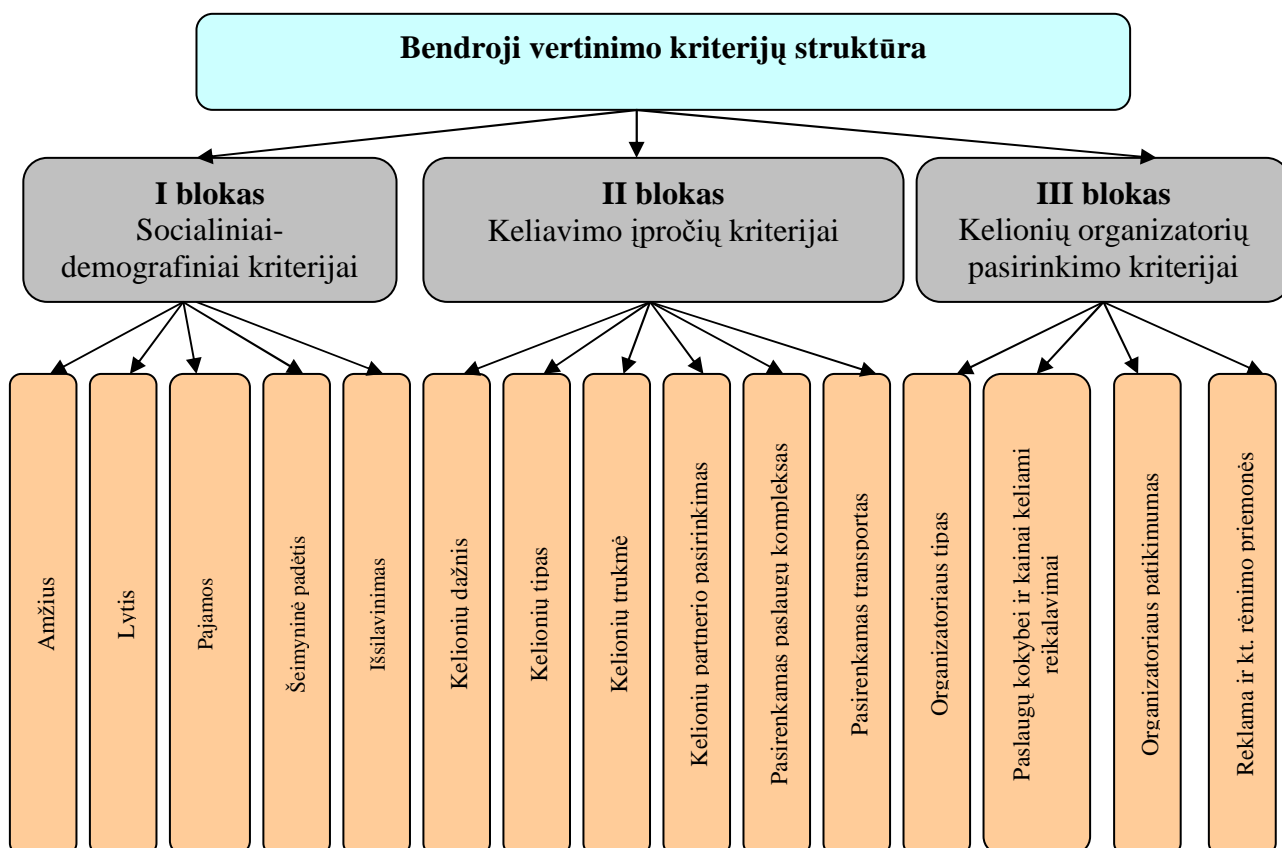 Bendroji vertinimo kriterijų struktūra
I blokas
Socialiniai-
demografiniai kriterijai
II blokas
Keliavimo įpročių kriterijai
III blokas
Kelionių organizatorių
pasirinkimo kriterijai
Amžius
Lytis
Pajamos
Šeimyninė padėtis
Išsilavinimas
Kelionių dažnis
Kelionių tipas
Kelionių trukmė
Kelionių partnerio pasirinkimas
Pasirenkamas paslaugų kompleksas
Pasirenkamas transportas
Organizatoriaus tipas
Paslaugų kokybei ir kainai keliami
reikalavimai
Organizatoriaus patikimumas
Reklama ir kt. rėmimo priemonės